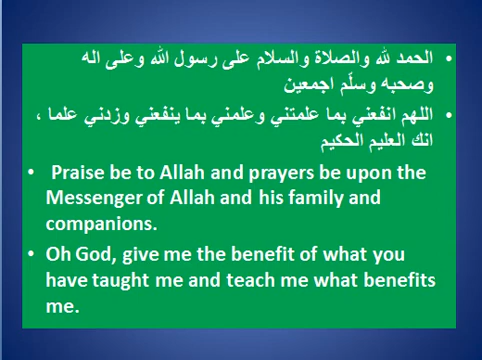 • الحمد لله والصلاة والسلام على رسول الله وعلى اله
وصحبه وسلّم اجمعين
• اللهم انفعني بما علمتني وعلمني بما ينفعني وزدني علما ،
انك العليم الحكيم
• Praise be to Allah and prayers be upon the
Messenger of Allah and his family and
companions.
• Oh God, give me the benefit of what you
have taught me and teach me what benefits
me.